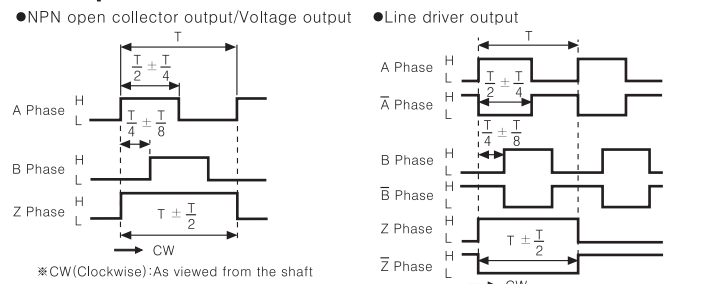 ●NPN open collector output/Voltage output
T
T/2 ± T/4
A Phase H L
T/4 ± T/8
B Phase H L
Z Phase H L
T ± T/2
CW
※CW(Clockwise):As viewed from the shaft
●Line driver output
T
A Phase H L
T/2 ± T/4
A̅ Phase H L
T/4 ± T/8
B Phase H L
B̅ Phase H L
Z Phase H L
T ± T/2
Z̅ Phase H L